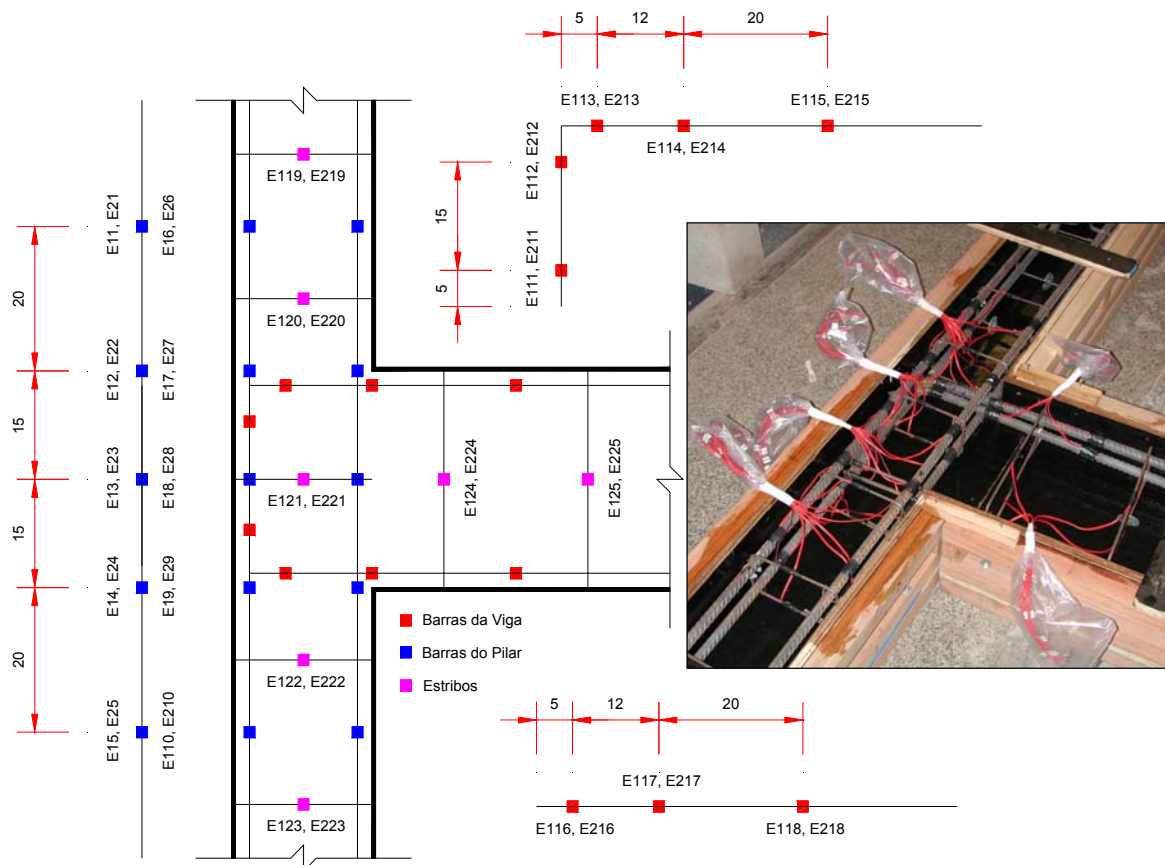 5
12
20
E113, E213
E115, E215
E114, E214
E112, E212
15
E111, E211
5
E119, E219
E11, E21
E16, E26
20
E120, E220
E12, E22
E17, E27
15
E13, E23
E18, E28
E121, E221
E124, E224
E125, E225
15
E14, E24
E19, E29
20
E122, E222
E15, E25
E110, E210
E123, E223
Barras da Viga
Barras do Pilar
Estribos
5
12
20
E117, E217
E116, E216
E118, E218